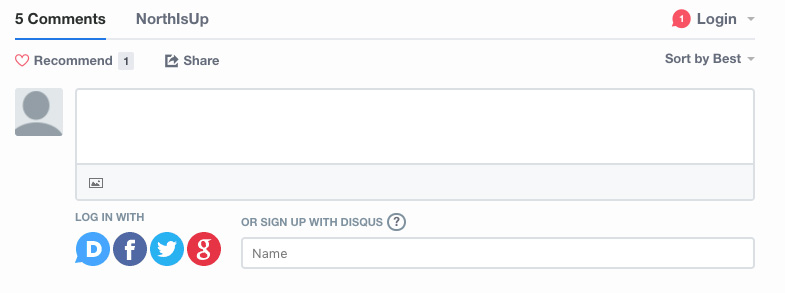 5 Comments NorthIsUp 1 Login
Recommend 1 Share Sort by Best
LOG IN WITH OR SIGN UP WITH DISQUS ?
D f g
Name